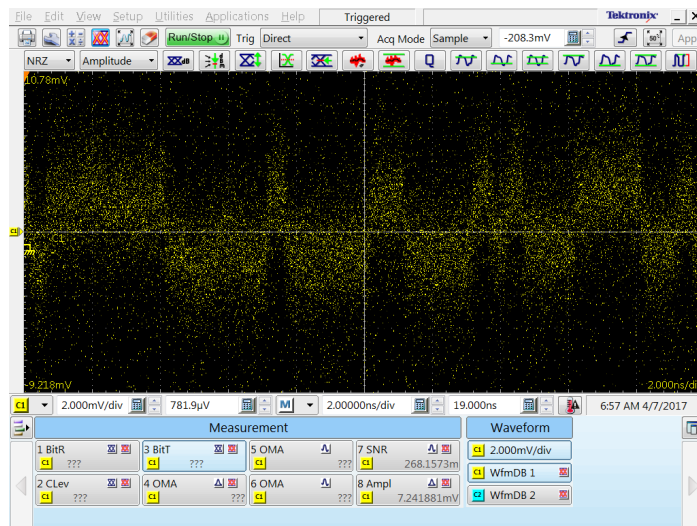 File Edit View Setup Utilities Applications Help Triggered Tektronix
Run/Stop Trig Direct Acq Mode Sample -208.3mV 50 App
NRZ Amplitude
10.78mV
C1
C1
-9.218mV 2.000ns/di
C1 2.000mV/div 781.9µV M 2.00000ns/div 19.000ns 6:57 AM 4/7/2017
Measurement Waveform
1 BitR 3 BitT 5 OMA 7 SNR C1 2.000mV/div
C1 ??? C1 ??? C1 ??? C1 268.1573m
C1 WfmDB 1
2 CLev 4 OMA 6 OMA 8 Ampl
C1 ??? C1 ??? C1 ??? C1 7.241881mV C2 WfmDB 2